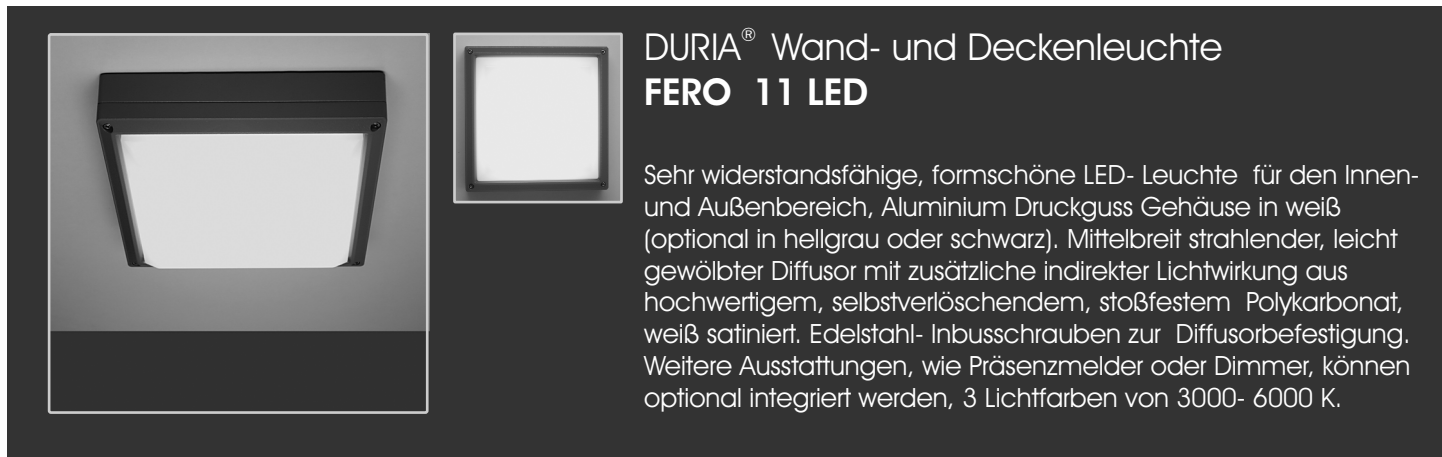 DURIA® Wand- und Deckenleuchte
FERO 11 LED
Sehr widerstandsfähige, formschöne LED- Leuchte für den Innen-
und Außenbereich, Aluminium Druckguss Gehäuse in weiß
(optional in hellgrau oder schwarz). Mittelbreit strahlender, leicht
gewölbter Diffusor mit zusätzliche indirekter Lichtwirkung aus
hochwertigem, selbstverlöschendem, stoßfestem Polykarbonat,
weiß satiniert. Edelstahl- Inbusschrauben zur Diffusorbefestigung.
Weitere Ausstattungen, wie Präsenzmelder oder Dimmer, können
optional integriert werden, 3 Lichtfarben von 3000- 6000 K.